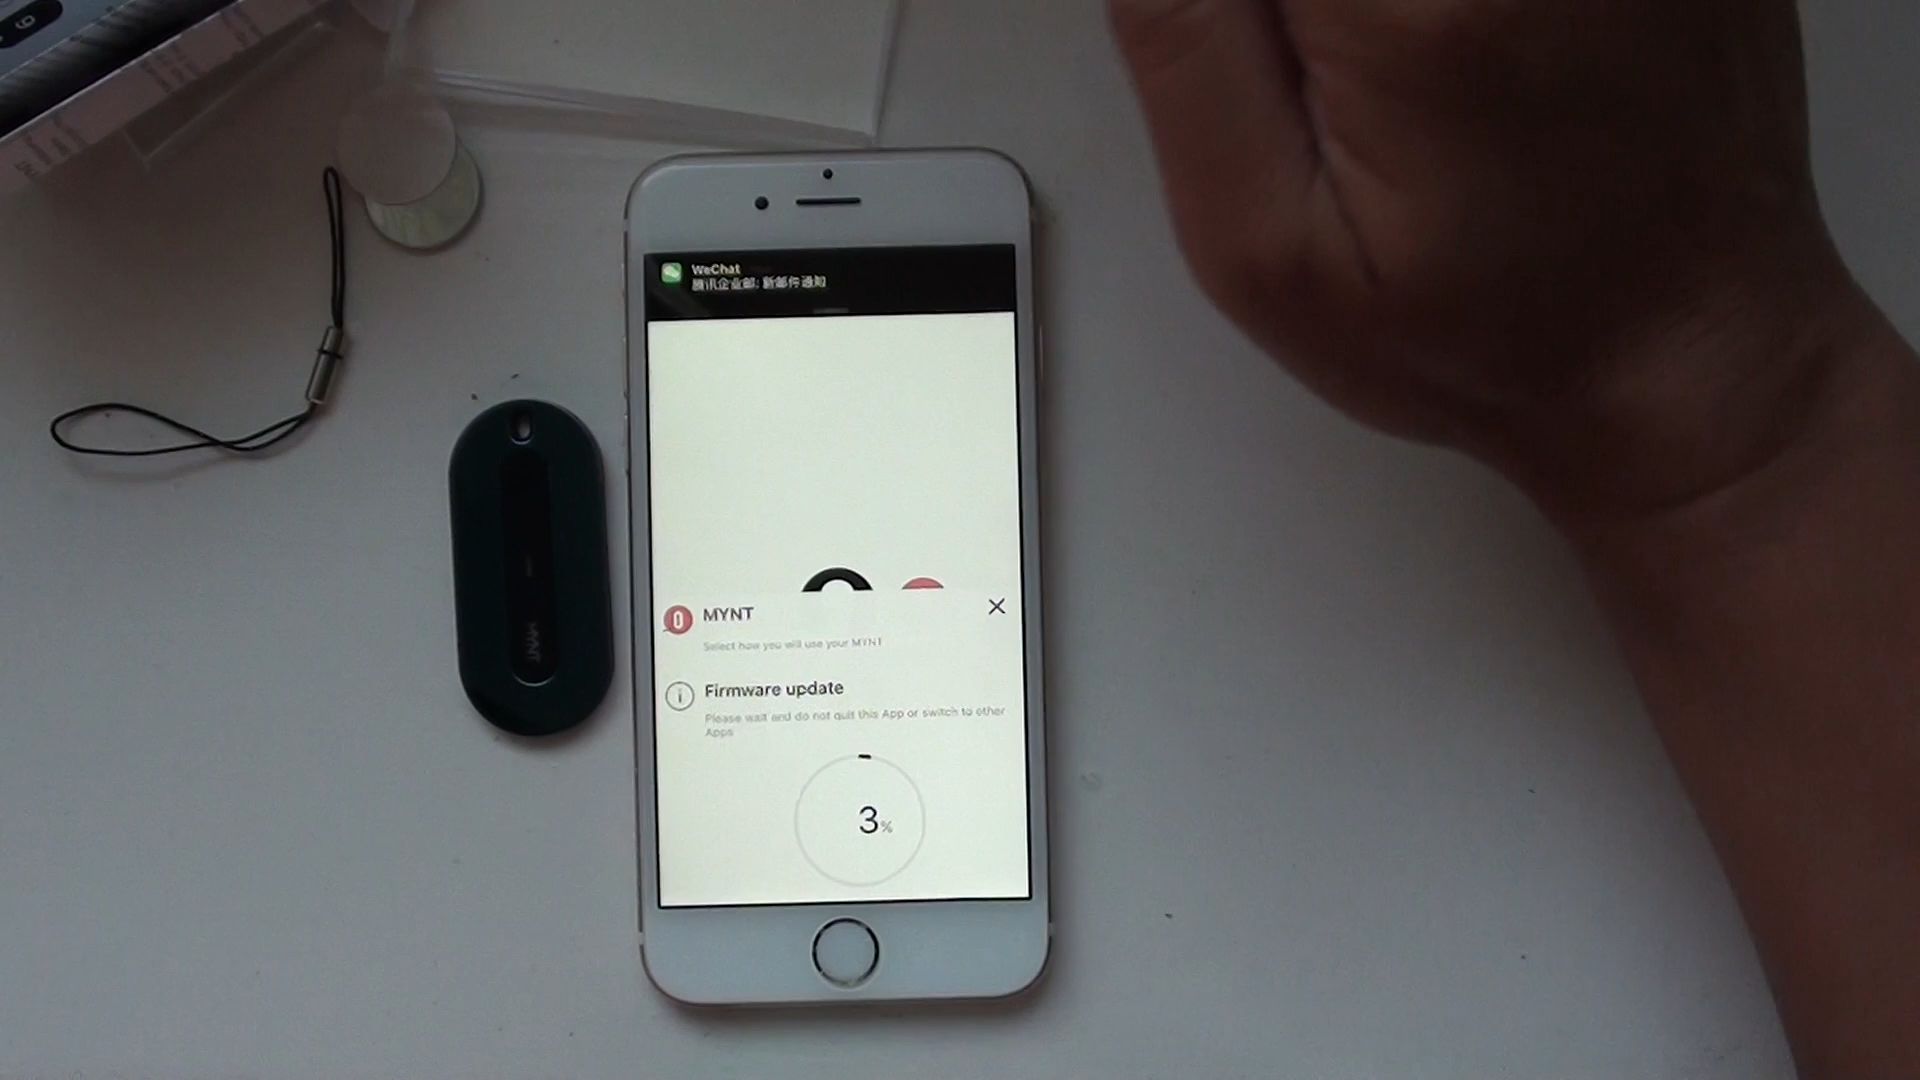 WeChat
腾讯企业邮: 新邮件通知
MYNT
Select how you will use your MYNT
Firmware update
Please wait and do not quit this App or switch to other
Apps
3%
MYNT